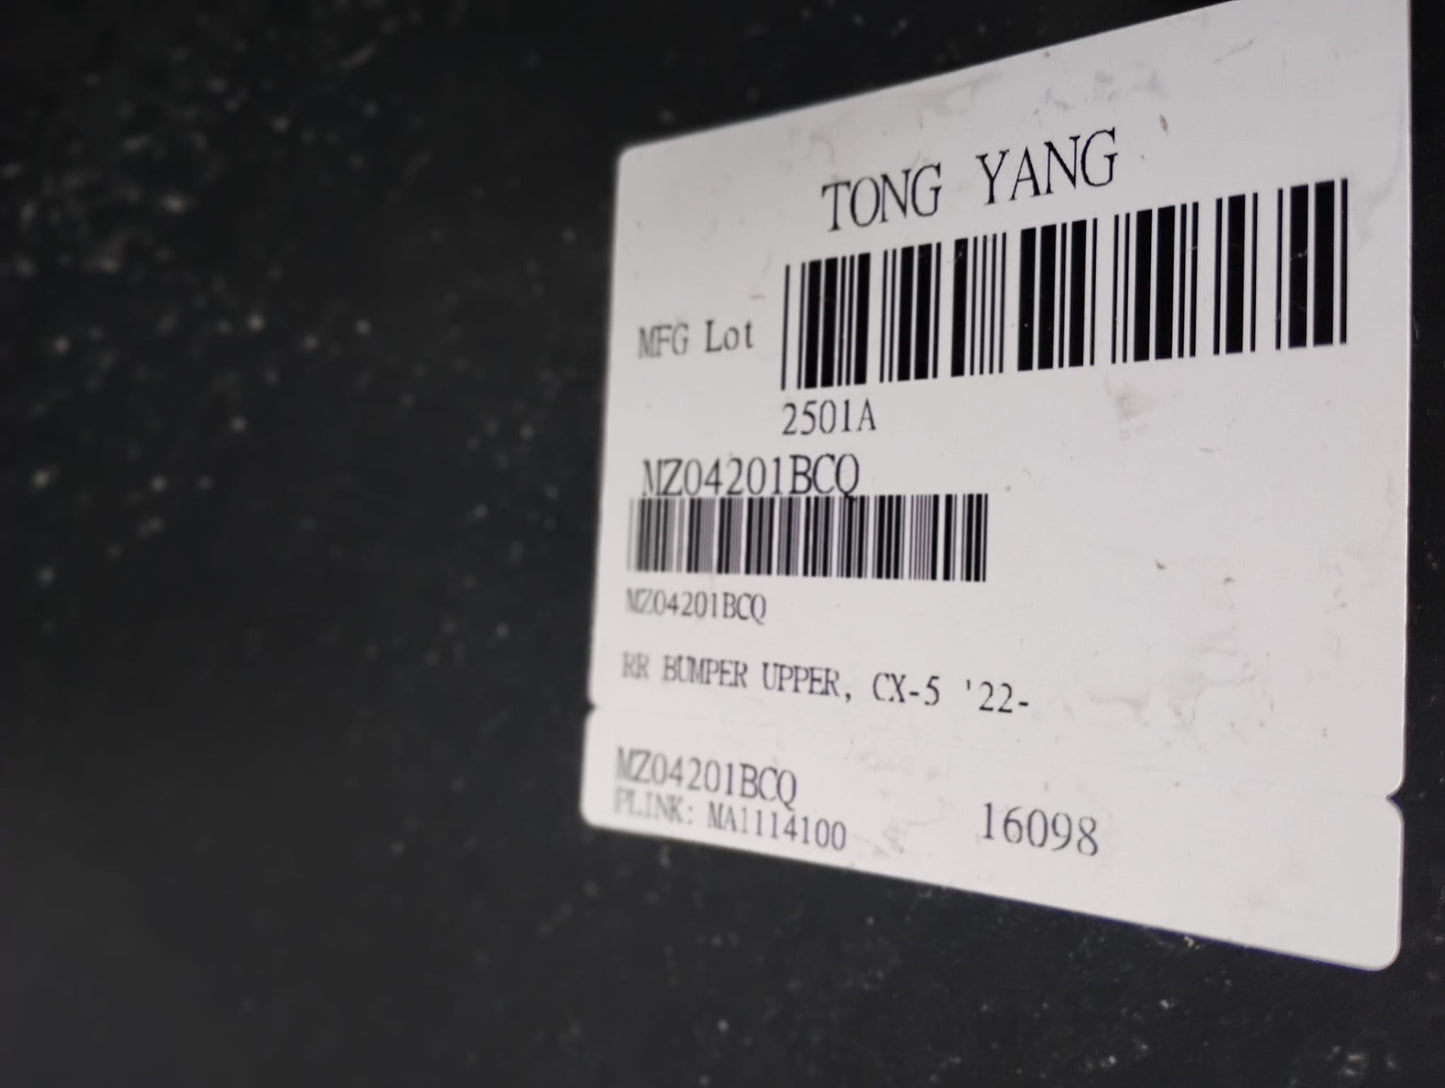 TONG YANG
MFG Lot
2501A
MZ04201BCQ
MZ04201BCQ
RR BUMPER UPPER, CX-5 '22-
MZ04201BCQ
PLINK: MA1114100
16098